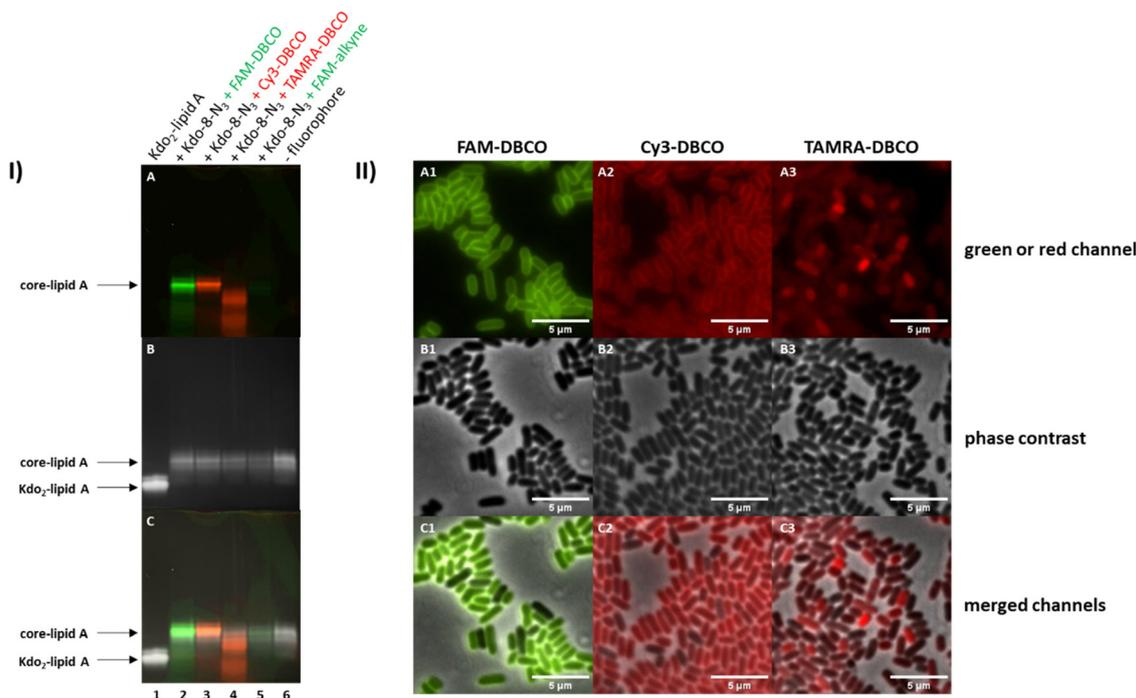 I)
Kdo₂-lipid A
+ Kdo-8-N₃ + FAM-DBCO
+ Kdo-8-N₃ + Cy3-DBCO
+ Kdo-8-N₃ + TAMRA-DBCO
+ Kdo-8-N₃ + FAM-alkyne
- fluorophore
A
core-lipid A
B
core-lipid A
Kdo₂-lipid A
C
core-lipid A
Kdo₂-lipid A
1 2 3 4 5 6
II)
FAM-DBCO Cy3-DBCO TAMRA-DBCO
A1 A2 A3
green or red channel
5 µm 5 µm 5 µm
B1 B2 B3
phase contrast
5 µm 5 µm 5 µm
C1 C2 C3
merged channels
5 µm 5 µm 5 µm